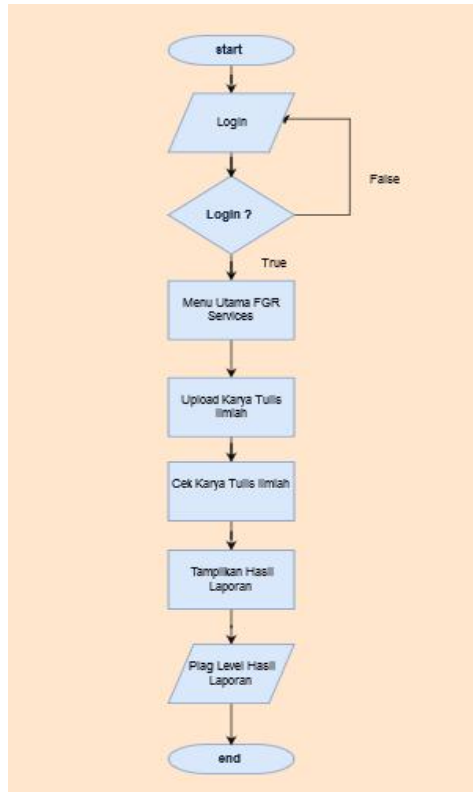 start
Login
False
Login ?
True
Menu Utama FGR
Services
Upload Karya Tulis
Ilmiah
Cek Karya Tulis Ilmiah
Tampilkan Hasil
Laporan
Plag Level Hasil
Laporan
end